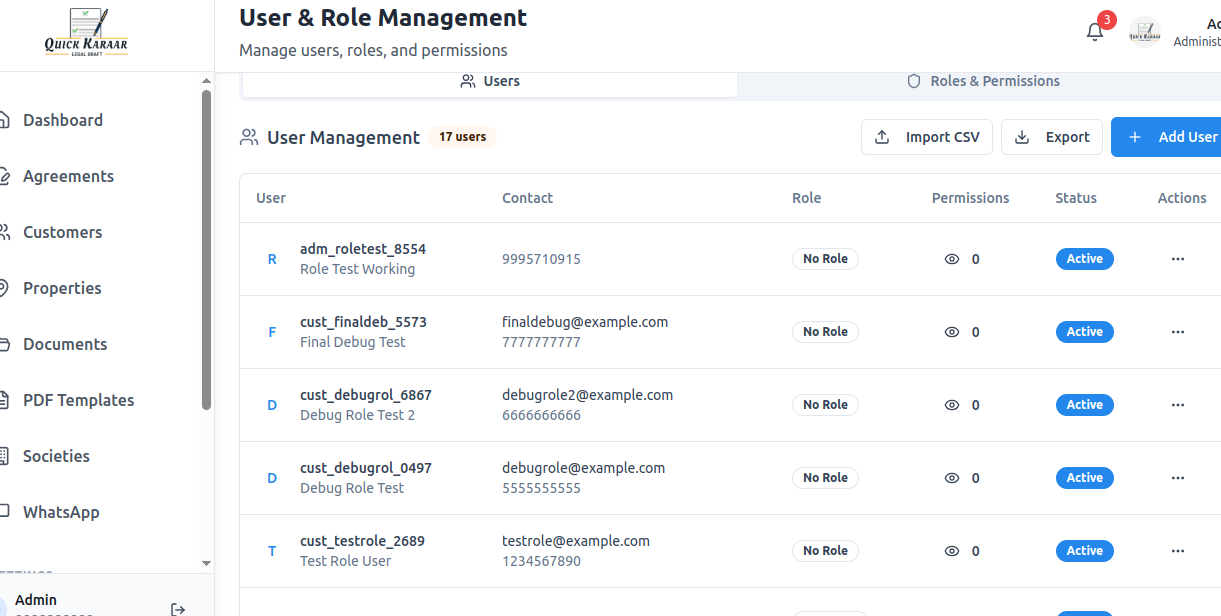 QUICK KARAAR
LEGAL DRAFT
User & Role Management
Manage users, roles, and permissions
3
Administ
Dashboard
Agreements
Customers
Properties
Documents
PDF Templates
Societies
WhatsApp
Admin
Users
Roles & Permissions
User Management
17 users
Import CSV
Export
Add User
User Contact Role Permissions Status Actions
R adm_roletest_8554 9995710915 No Role 0 Active
Role Test Working
F cust_finaldeb_5573 finaldebug@example.com No Role 0 Active
Final Debug Test 7777777777
D cust_debugrol_6867 debugrole2@example.com No Role 0 Active
Debug Role Test 2 6666666666
D cust_debugrol_0497 debugrole@example.com No Role 0 Active
Debug Role Test 5555555555
T cust_testrole_2689 testrole@example.com No Role 0 Active
Test Role User 1234567890